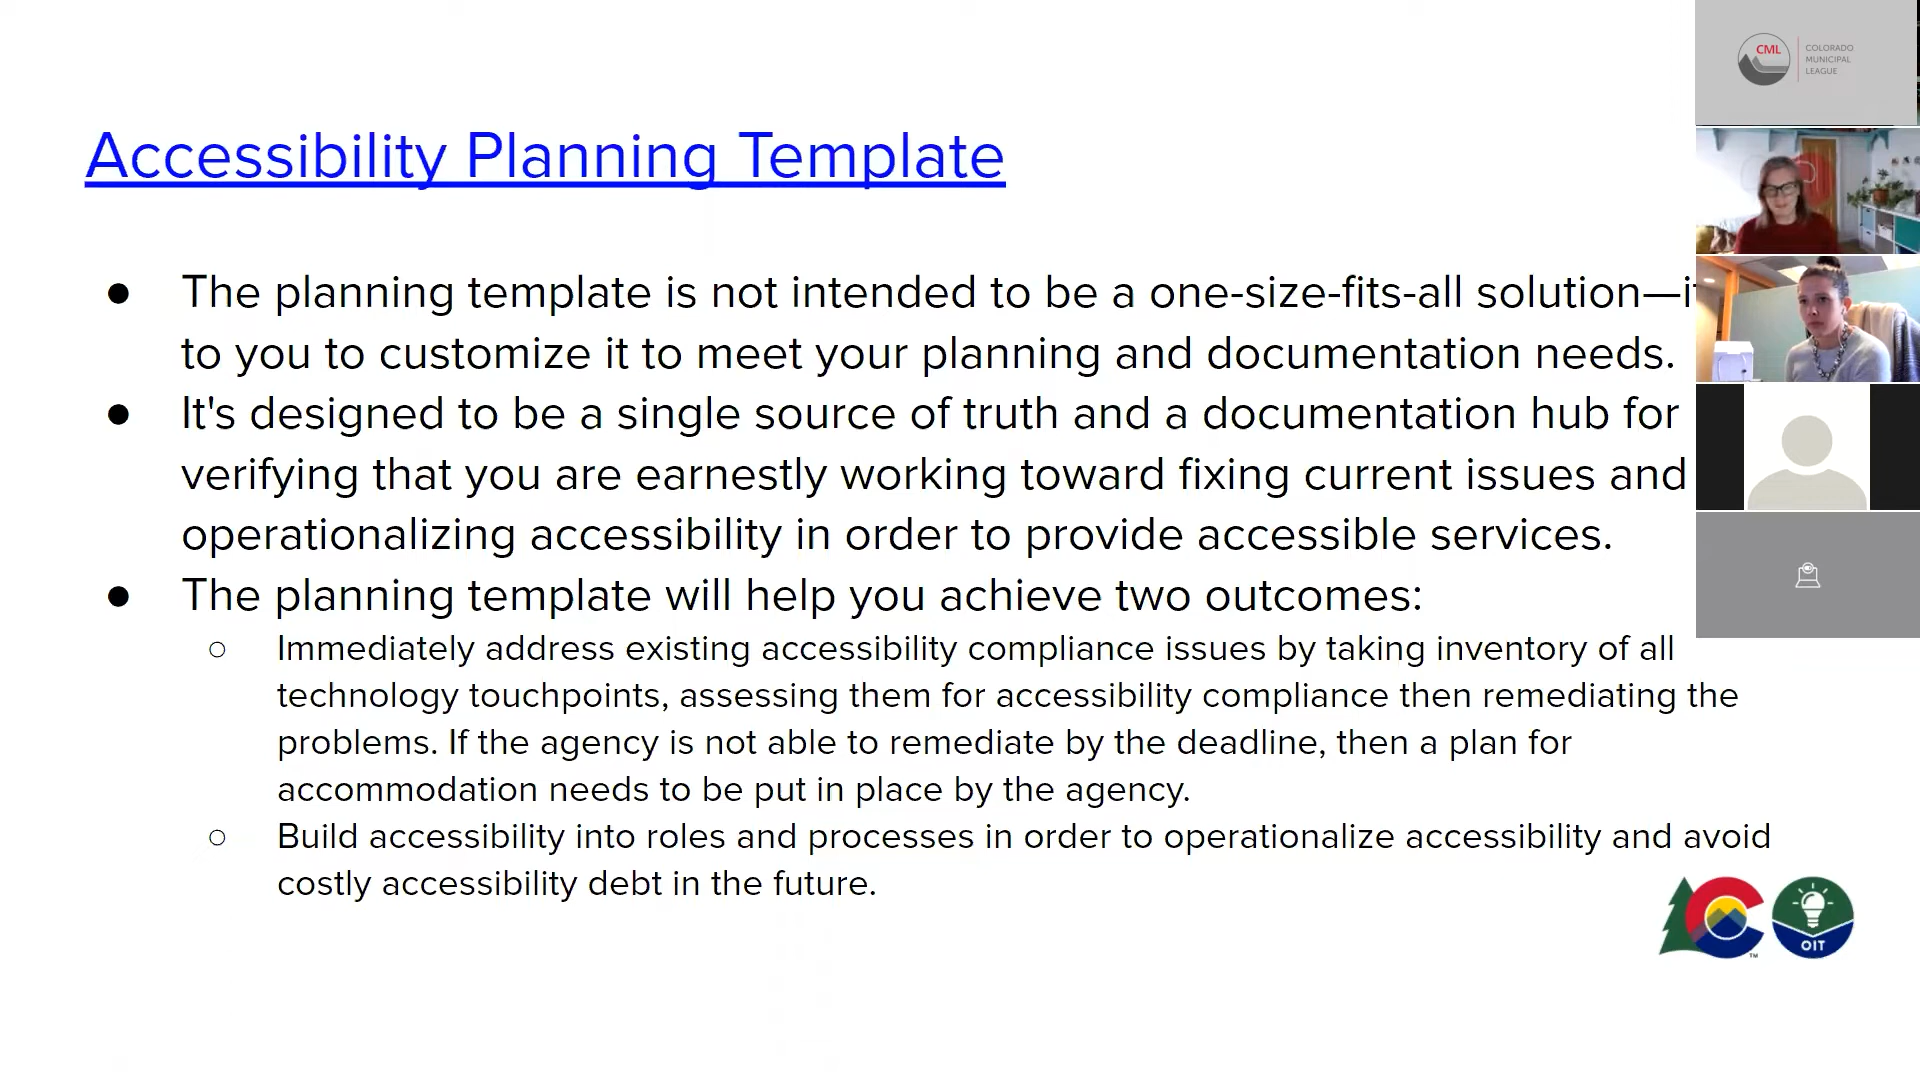 CML COLORADO
MUNICIPAL
LEAGUE
Accessibility Planning Template
● The planning template is not intended to be a one-size-fits-all solution—
to you to customize it to meet your planning and documentation needs.
● It's designed to be a single source of truth and a documentation hub for
verifying that you are earnestly working toward fixing current issues and
operationalizing accessibility in order to provide accessible services.
● The planning template will help you achieve two outcomes:
○ Immediately address existing accessibility compliance issues by taking inventory of all
technology touchpoints, assessing them for accessibility compliance then remediating the
problems. If the agency is not able to remediate by the deadline, then a plan for
accommodation needs to be put in place by the agency.
○ Build accessibility into roles and processes in order to operationalize accessibility and avoid
costly accessibility debt in the future.
TM
OIT